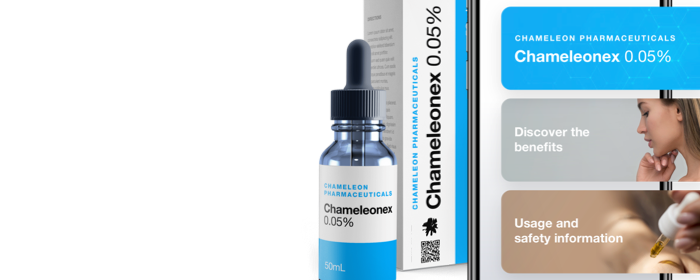 CHAMELEON
PHARMACEUTICALS
Chameleonex
0.05%
50mL
CHAMELEON PHARMACEUTICALS
Chameleonex 0.05%
CHAMELEON PHARMACEUTICALS
Chameleonex 0.05%
Discover the
benefits
Usage and
safety information